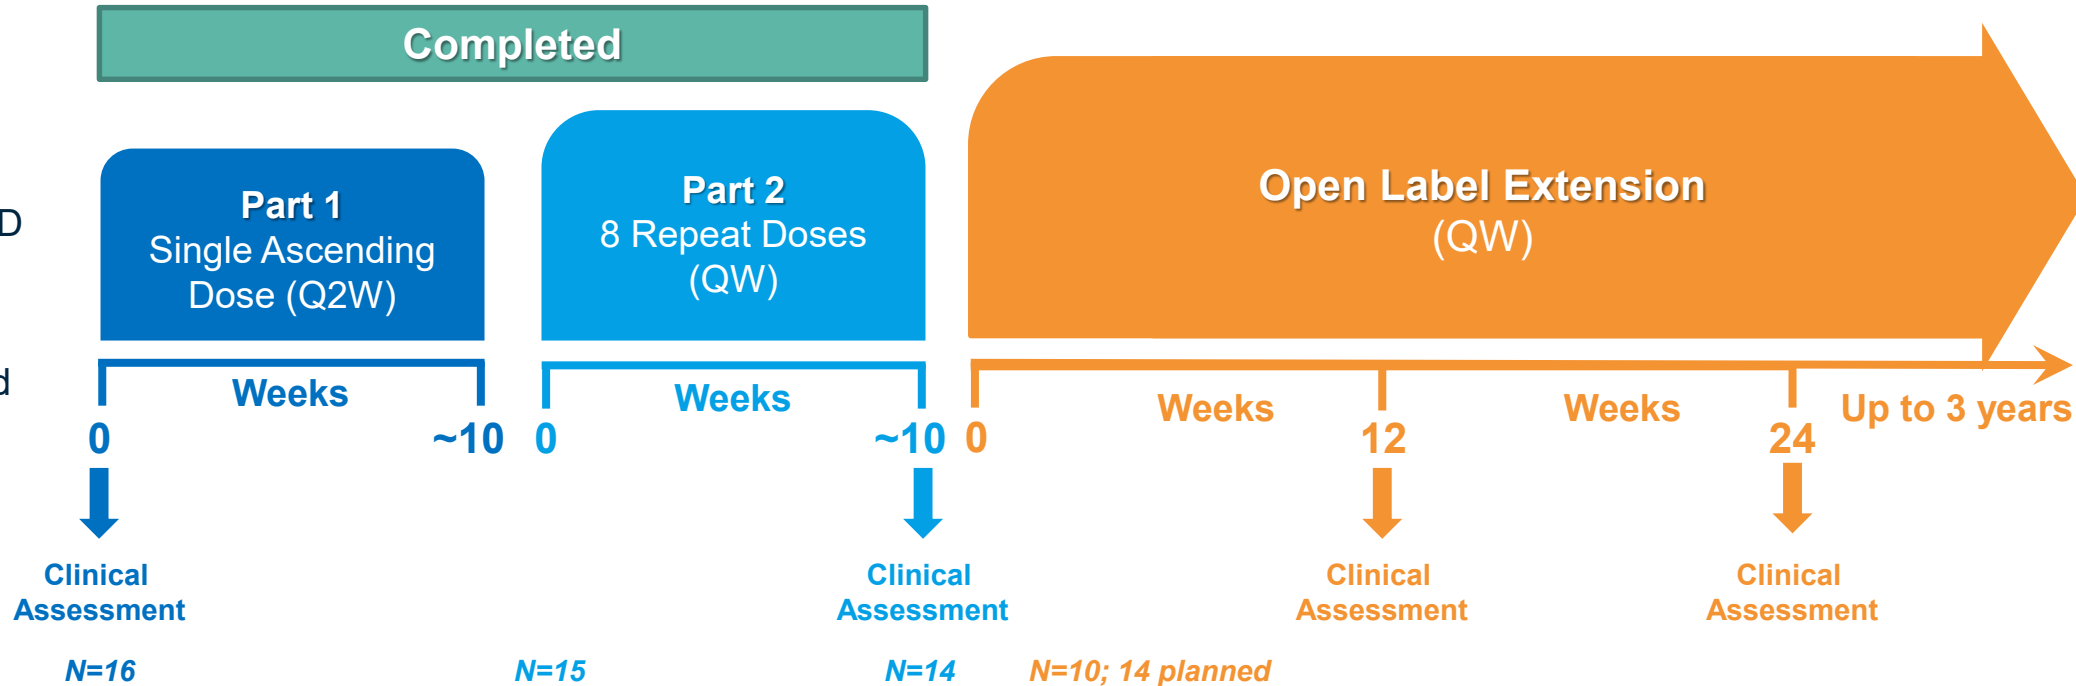 Completed
Part 1
Single Ascending
Dose (Q2W)
Part 2
8 Repeat Doses
(QW)
Open Label Extension
(QW)
D
d
Weeks
Weeks
Weeks
Weeks
Up to 3 years
0
~10
0
~10
0
12
24
Clinical
Assessment
Clinical
Assessment
Clinical
Assessment
Clinical
Assessment
N=16
N=15
N=14
N=10; 14 planned